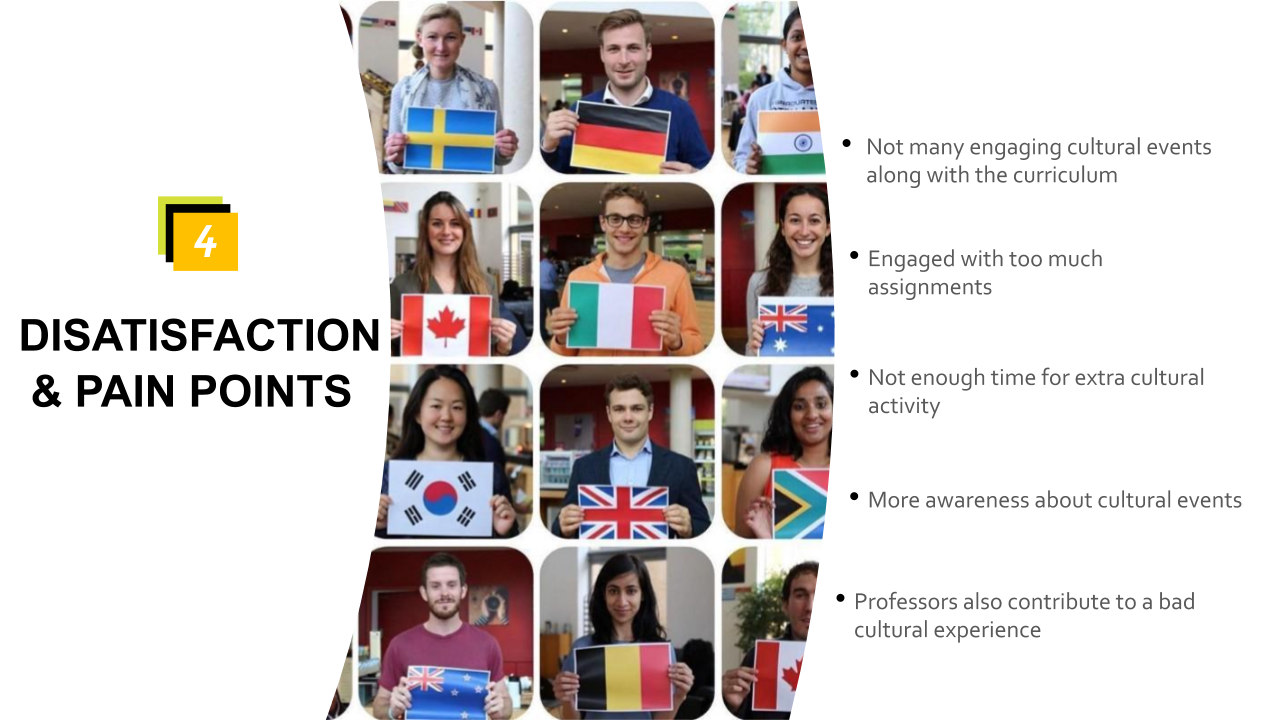 4
DISATISFACTION
& PAIN POINTS
• Not many engaging cultural events
along with the curriculum
• Engaged with too much
assignments
• Not enough time for extra cultural
activity
• More awareness about cultural events
• Professors also contribute to a bad
cultural experience